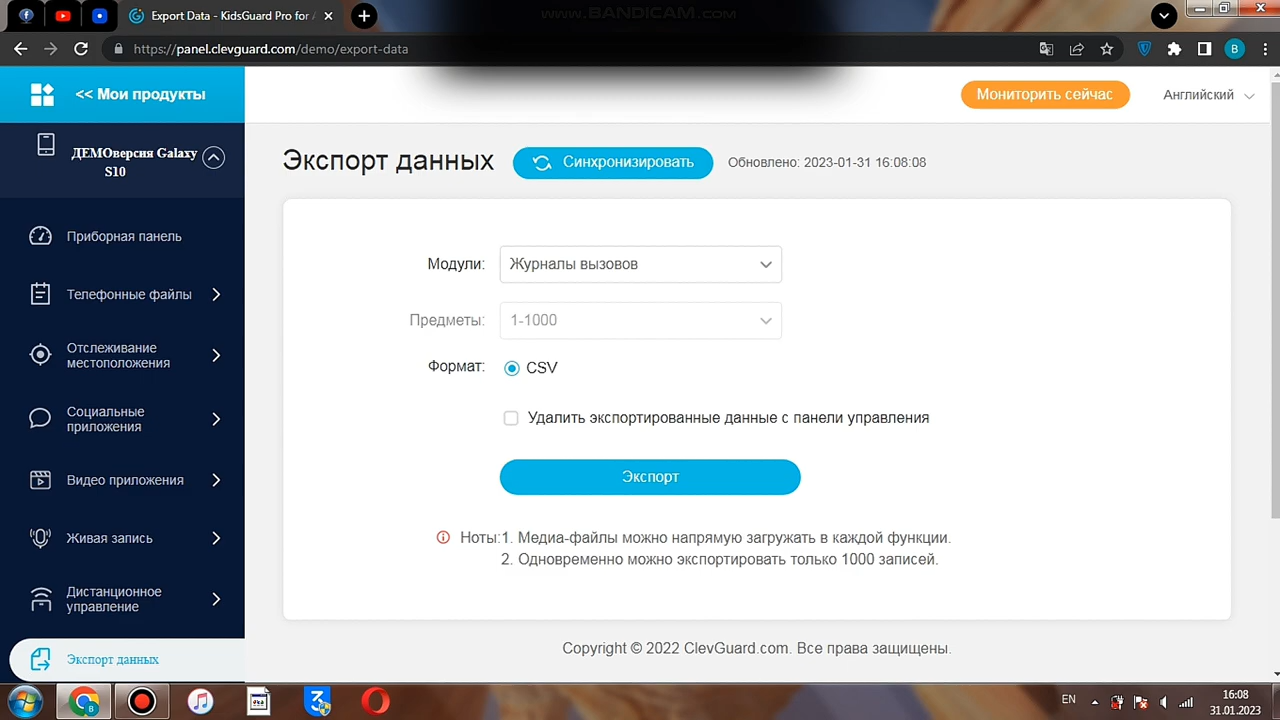 WWW.BANDICAM.COM
Export Data - KidsGuard Pro for A
https://panel.clevguard.com/demo/export-data
B
<< Мои продукты
Мониторить сейчас
Английский
ДЕМОверсия Galaxy
S10
Экспорт данных
Синхронизировать
Обновлено: 2023-01-31 16:08:08
Приборная панель
Телефонные файлы
Отслеживание
местоположения
Социальные
приложения
Видео приложения
Живая запись
Дистанционное
управление
Экспорт данных
Модули:
Журналы вызовов
Предметы:
1-1000
Формат:
CSV
Удалить экспортированные данные с панели управления
Экспорт
Ноты:1. Медиа-файлы можно напрямую загружать в каждой функции.
2. Одновременно можно экспортировать только 1000 записей.
Copyright © 2022 ClevGuard.com. Все права защищены.
EN
16:08
31.01.2023